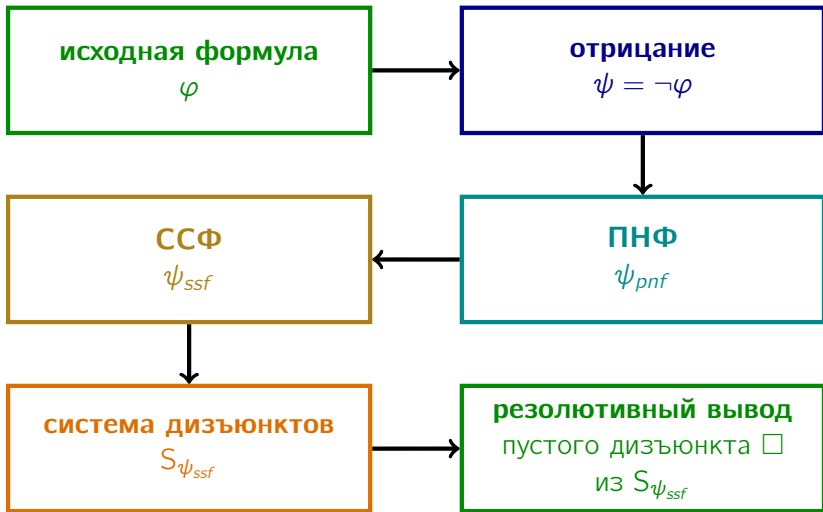 исходная формула
φ
отрицание
ψ = ¬φ
ПНФ
ψ_pnf
ССФ
ψ_ssf
система дизъюнктов
S_ψ_ssf
резолютивный вывод
пустого дизъюнкта □
из S_ψ_ssf